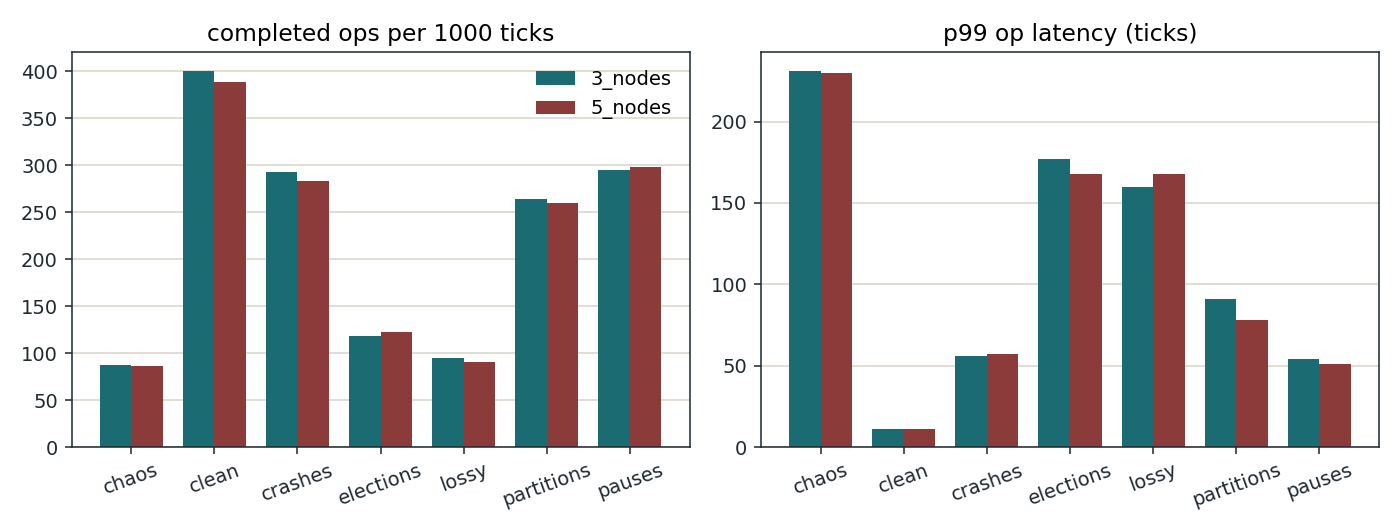 completed ops per 1000 ticks
400
350
300
250
200
150
100
50
0
3_nodes
5_nodes
chaos
clean
crashes
elections
lossy
partitions
pauses
p99 op latency (ticks)
200
150
100
50
0
chaos
clean
crashes
elections
lossy
partitions
pauses